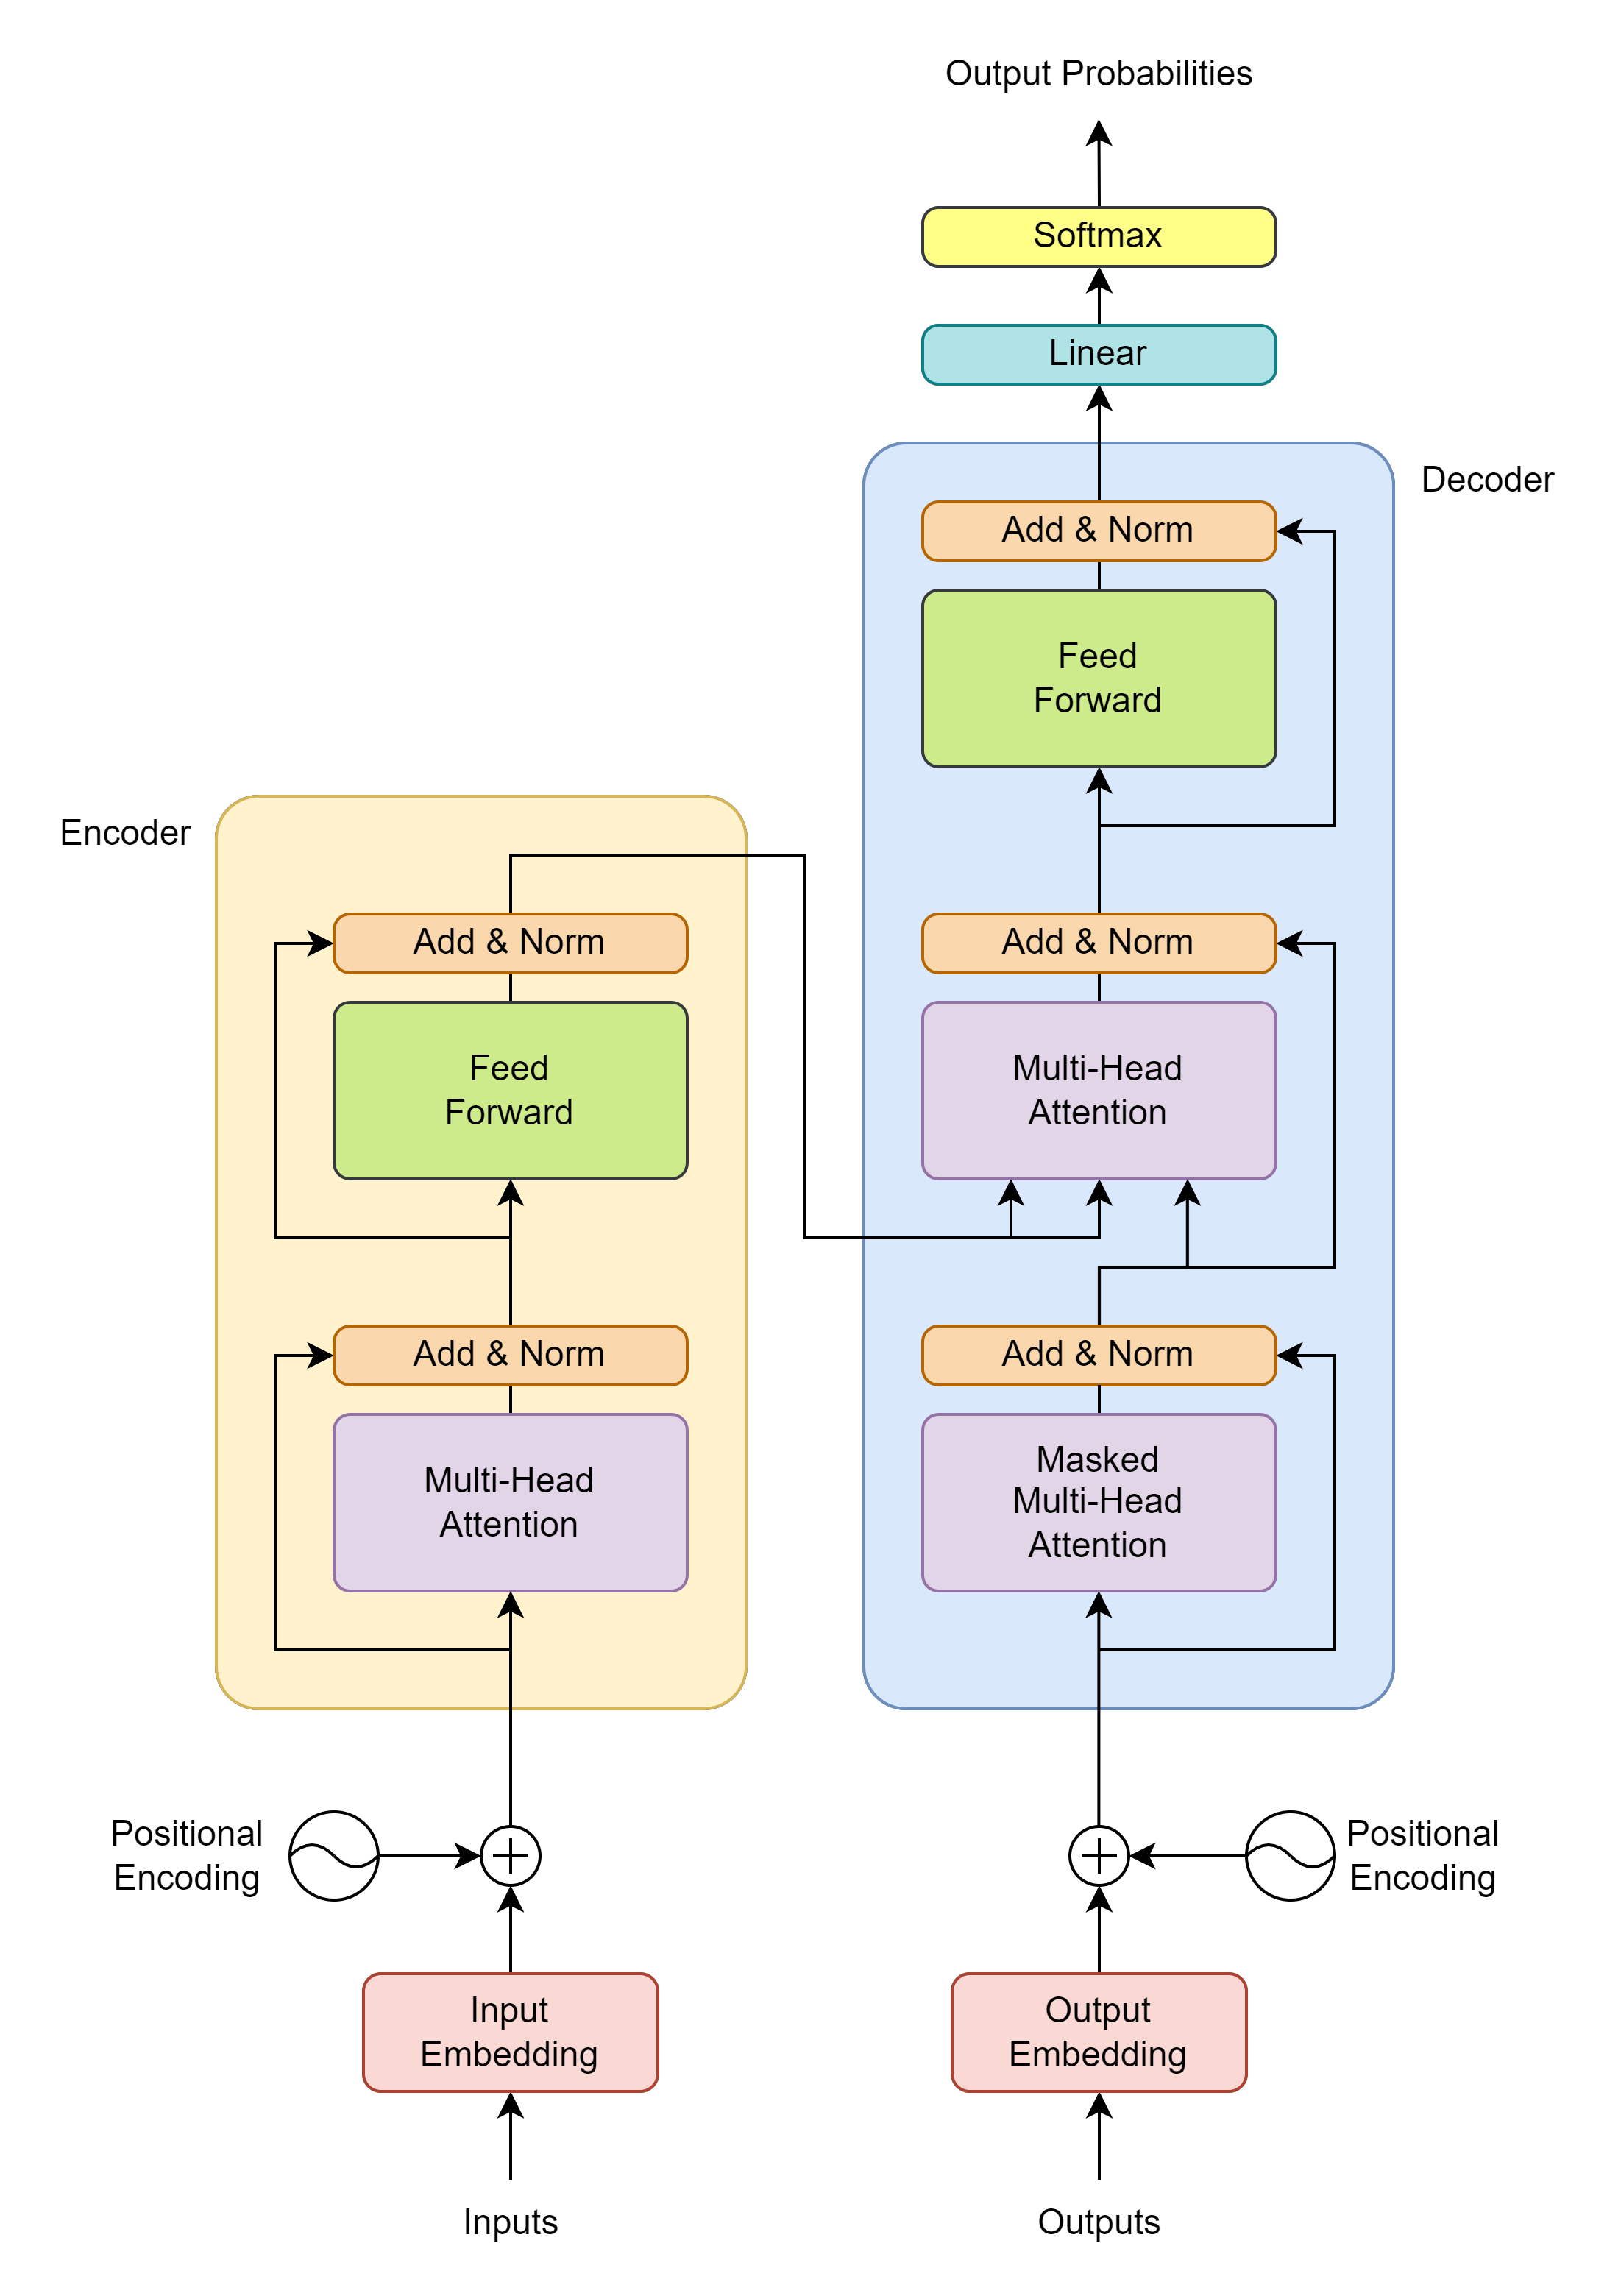 Output Probabilities
Softmax
Linear
Decoder
Add & Norm
Feed
Forward
Encoder
Add & Norm
Add & Norm
Feed
Forward
Multi-Head
Attention
Add & Norm
Add & Norm
Multi-Head
Attention
Masked
Multi-Head
Attention
Positional
Encoding
Positional
Encoding
Input
Embedding
Output
Embedding
Inputs
Outputs